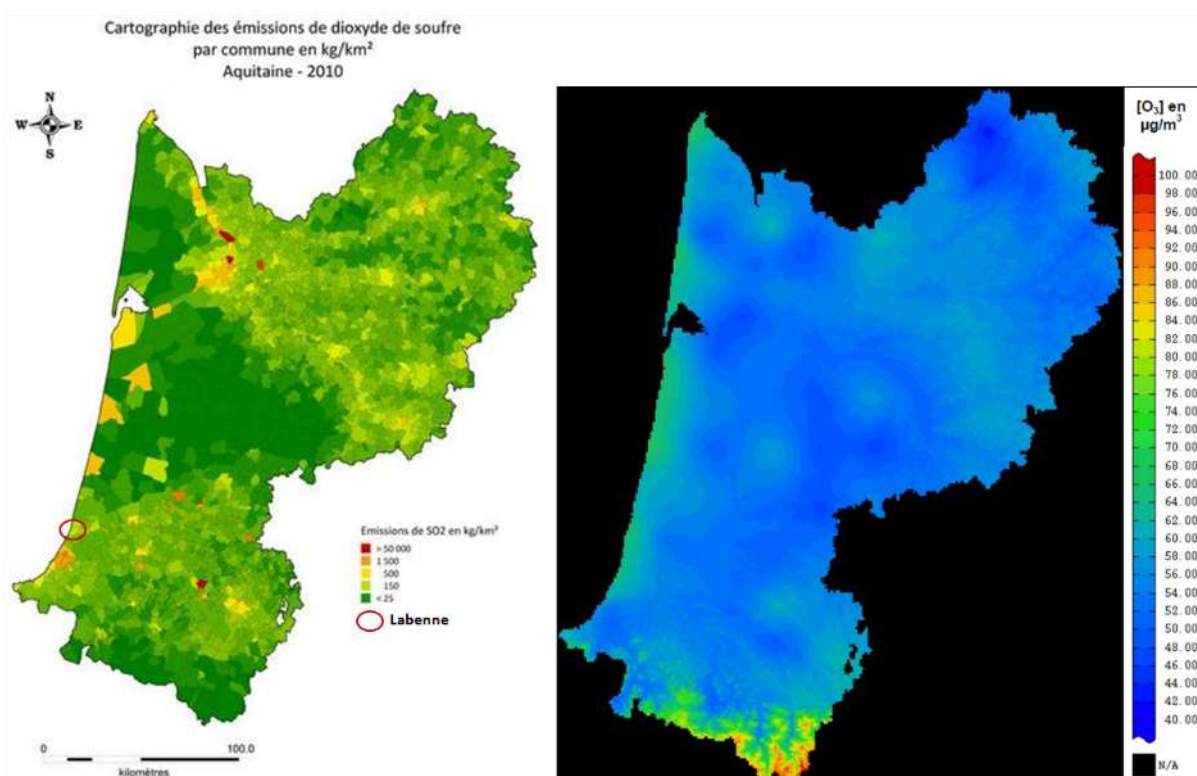 Cartographie des émissions de dioxyde de soufre
par commune en kg/km²
Aquitaine - 2010
N
W E
S
Emissions de SO2 en kg/km²
> 50 000
1 500
500
150
< 25
Labenne
0 100.0
kilomètres
[O₃] en
µg/m³
100.00
98.00
96.00
94.00
92.00
90.00
88.00
86.00
84.00
82.00
80.00
78.00
76.00
74.00
72.00
70.00
68.00
66.00
64.00
62.00
60.00
58.00
56.00
54.00
52.00
50.00
48.00
46.00
44.00
42.00
40.00
N/A